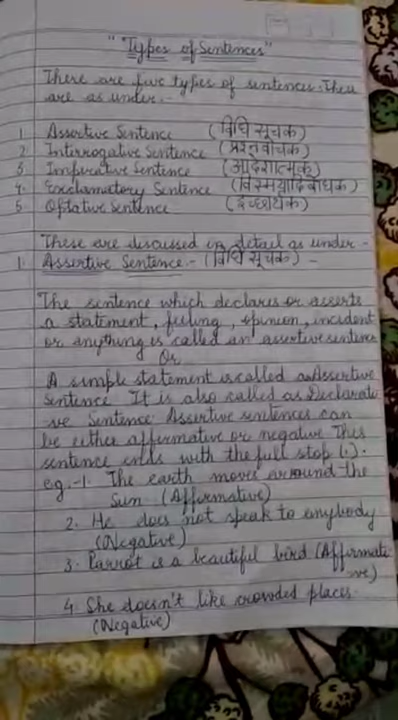 "Types of Sentences"
There are five types of sentences. These
are as under:-
1. Assertive Sentence (विधि सूचक)
2. Interrogative Sentence (प्रश्नवाचक)
3. Imperative Sentence (आदेशात्मक)
4. Exclamatory Sentence (विस्मयादिबोधक)
5. Optative Sentence (इच्छार्थक)
These are discussed in detail as under -
1. Assertive Sentence:- (विधि सूचक) -
The sentence which declares or asserts
a statement, feeling, opinion, incident
or anything is called an assertive sentence
Or
A simple statement is called as Assertive
Sentence. It is also called as Declarati
ve Sentence. Assertive sentences can
be either affirmative or negative This
sentence ends with the full stop (.).
eg.-1. The earth moves around the
Sun (Affirmative)
2. He does not speak to anybody
(Negative)
3. Parrot is a beautiful bird (Affirmati
ve)
4. She doesn't like crowded places.
(Negative)